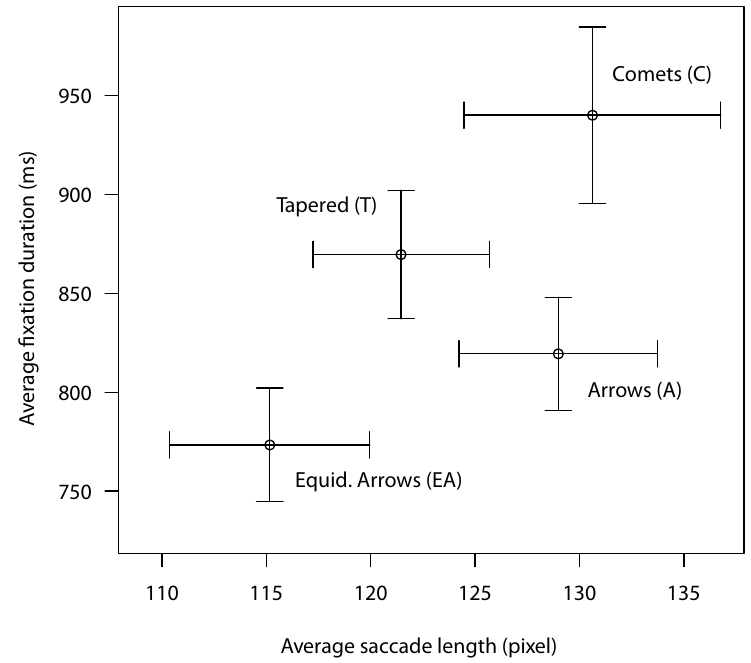 Comets (C)
950
Tapered (T)
900
850
Average fixation duration (ms)
800
Arrows (A)
Equid. Arrows (EA)
750
110 115 120 125 130 135
Average saccade length (pixel)